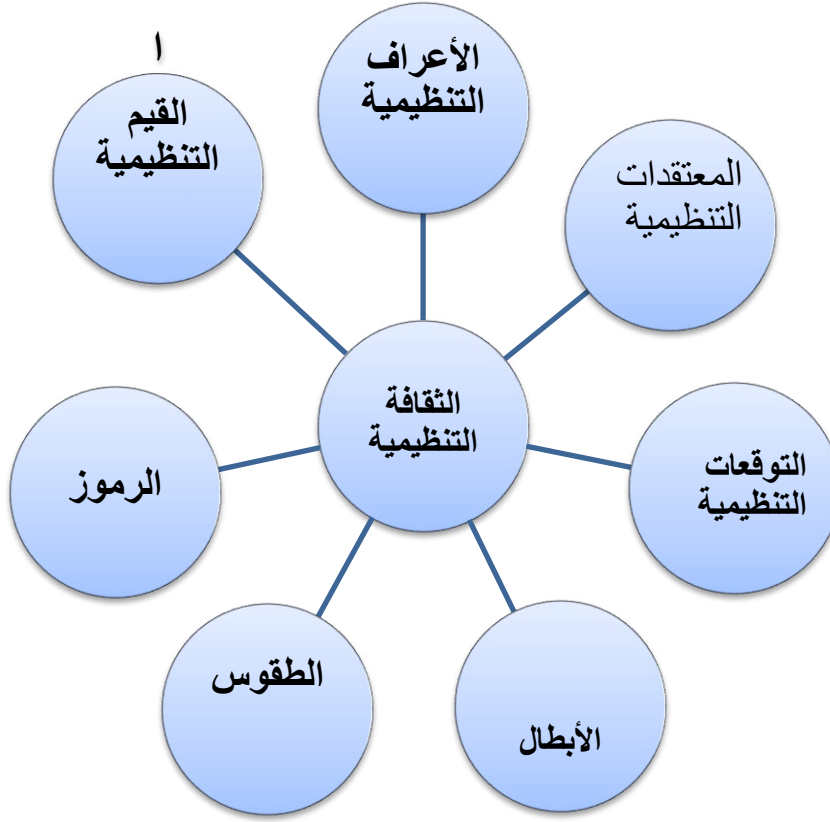 ا
القيم
التنظيمية
الأعراف
التنظيمية
المعتقدات
التنظيمية
الثقافة
التنظيمية
التوقعات
التنظيمية
الرموز
الطقوس
الأبطال